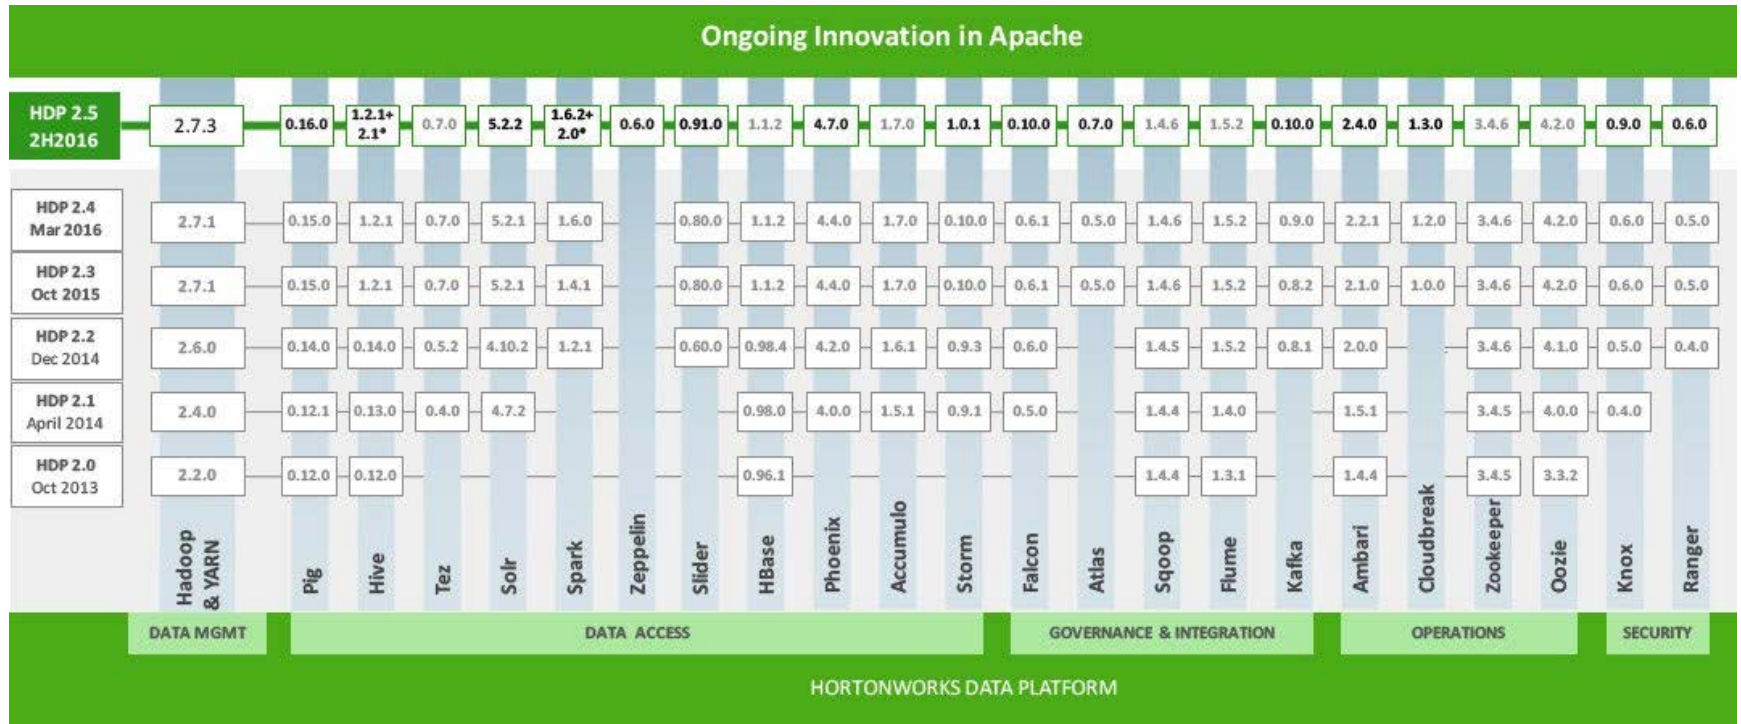 Ongoing Innovation in Apache
HDP 2.5
2H2016
2.7.3 0.16.0 1.2.1+ 2.1* 0.7.0 5.2.2 1.6.2+ 2.0* 0.6.0 0.91.0 1.1.2 4.7.0 1.7.0 1.0.1 0.10.0 0.7.0 1.4.6 1.5.2 0.10.0 2.4.0 1.3.0 3.4.6 4.2.0 0.9.0 0.6.0
HDP 2.4
Mar 2016
2.7.1 0.15.0 1.2.1 0.7.0 5.2.1 1.6.0 0.80.0 1.1.2 4.4.0 1.7.0 0.10.0 0.6.1 0.5.0 1.4.6 1.5.2 0.9.0 2.2.1 1.2.0 3.4.6 4.2.0 0.6.0 0.5.0
HDP 2.3
Oct 2015
2.7.1 0.15.0 1.2.1 0.7.0 5.2.1 1.4.1 0.80.0 1.1.2 4.4.0 1.7.0 0.10.0 0.6.1 0.5.0 1.4.6 1.5.2 0.8.2 2.1.0 1.0.0 3.4.6 4.2.0 0.6.0 0.5.0
HDP 2.2
Dec 2014
2.6.0 0.14.0 0.14.0 0.5.2 4.10.2 1.2.1 0.60.0 0.98.4 4.2.0 1.6.1 0.9.3 0.6.0 1.4.5 1.5.2 0.8.1 2.0.0 3.4.6 4.1.0 0.5.0 0.4.0
HDP 2.1
April 2014
2.4.0 0.12.1 0.13.0 0.4.0 4.7.2 0.98.0 4.0.0 1.5.1 0.9.1 0.5.0 1.4.4 1.4.0 1.5.1 3.4.5 4.0.0 0.4.0
HDP 2.0
Oct 2013
2.2.0 0.12.0 0.12.0 0.96.1 1.4.4 1.3.1 1.4.4 3.4.5 3.3.2
Hadoop
& YARN
Pig
Hive
Tez
Solr
Spark
Zeppelin
Slider
HBase
Phoenix
Accumulo
Storm
Falcon
Atlas
Sqoop
Flume
Kafka
Ambari
Cloudbreak
Zookeeper
Oozie
Knox
Ranger
DATA MGMT DATA ACCESS GOVERNANCE & INTEGRATION OPERATIONS SECURITY
HORTONWORKS DATA PLATFORM